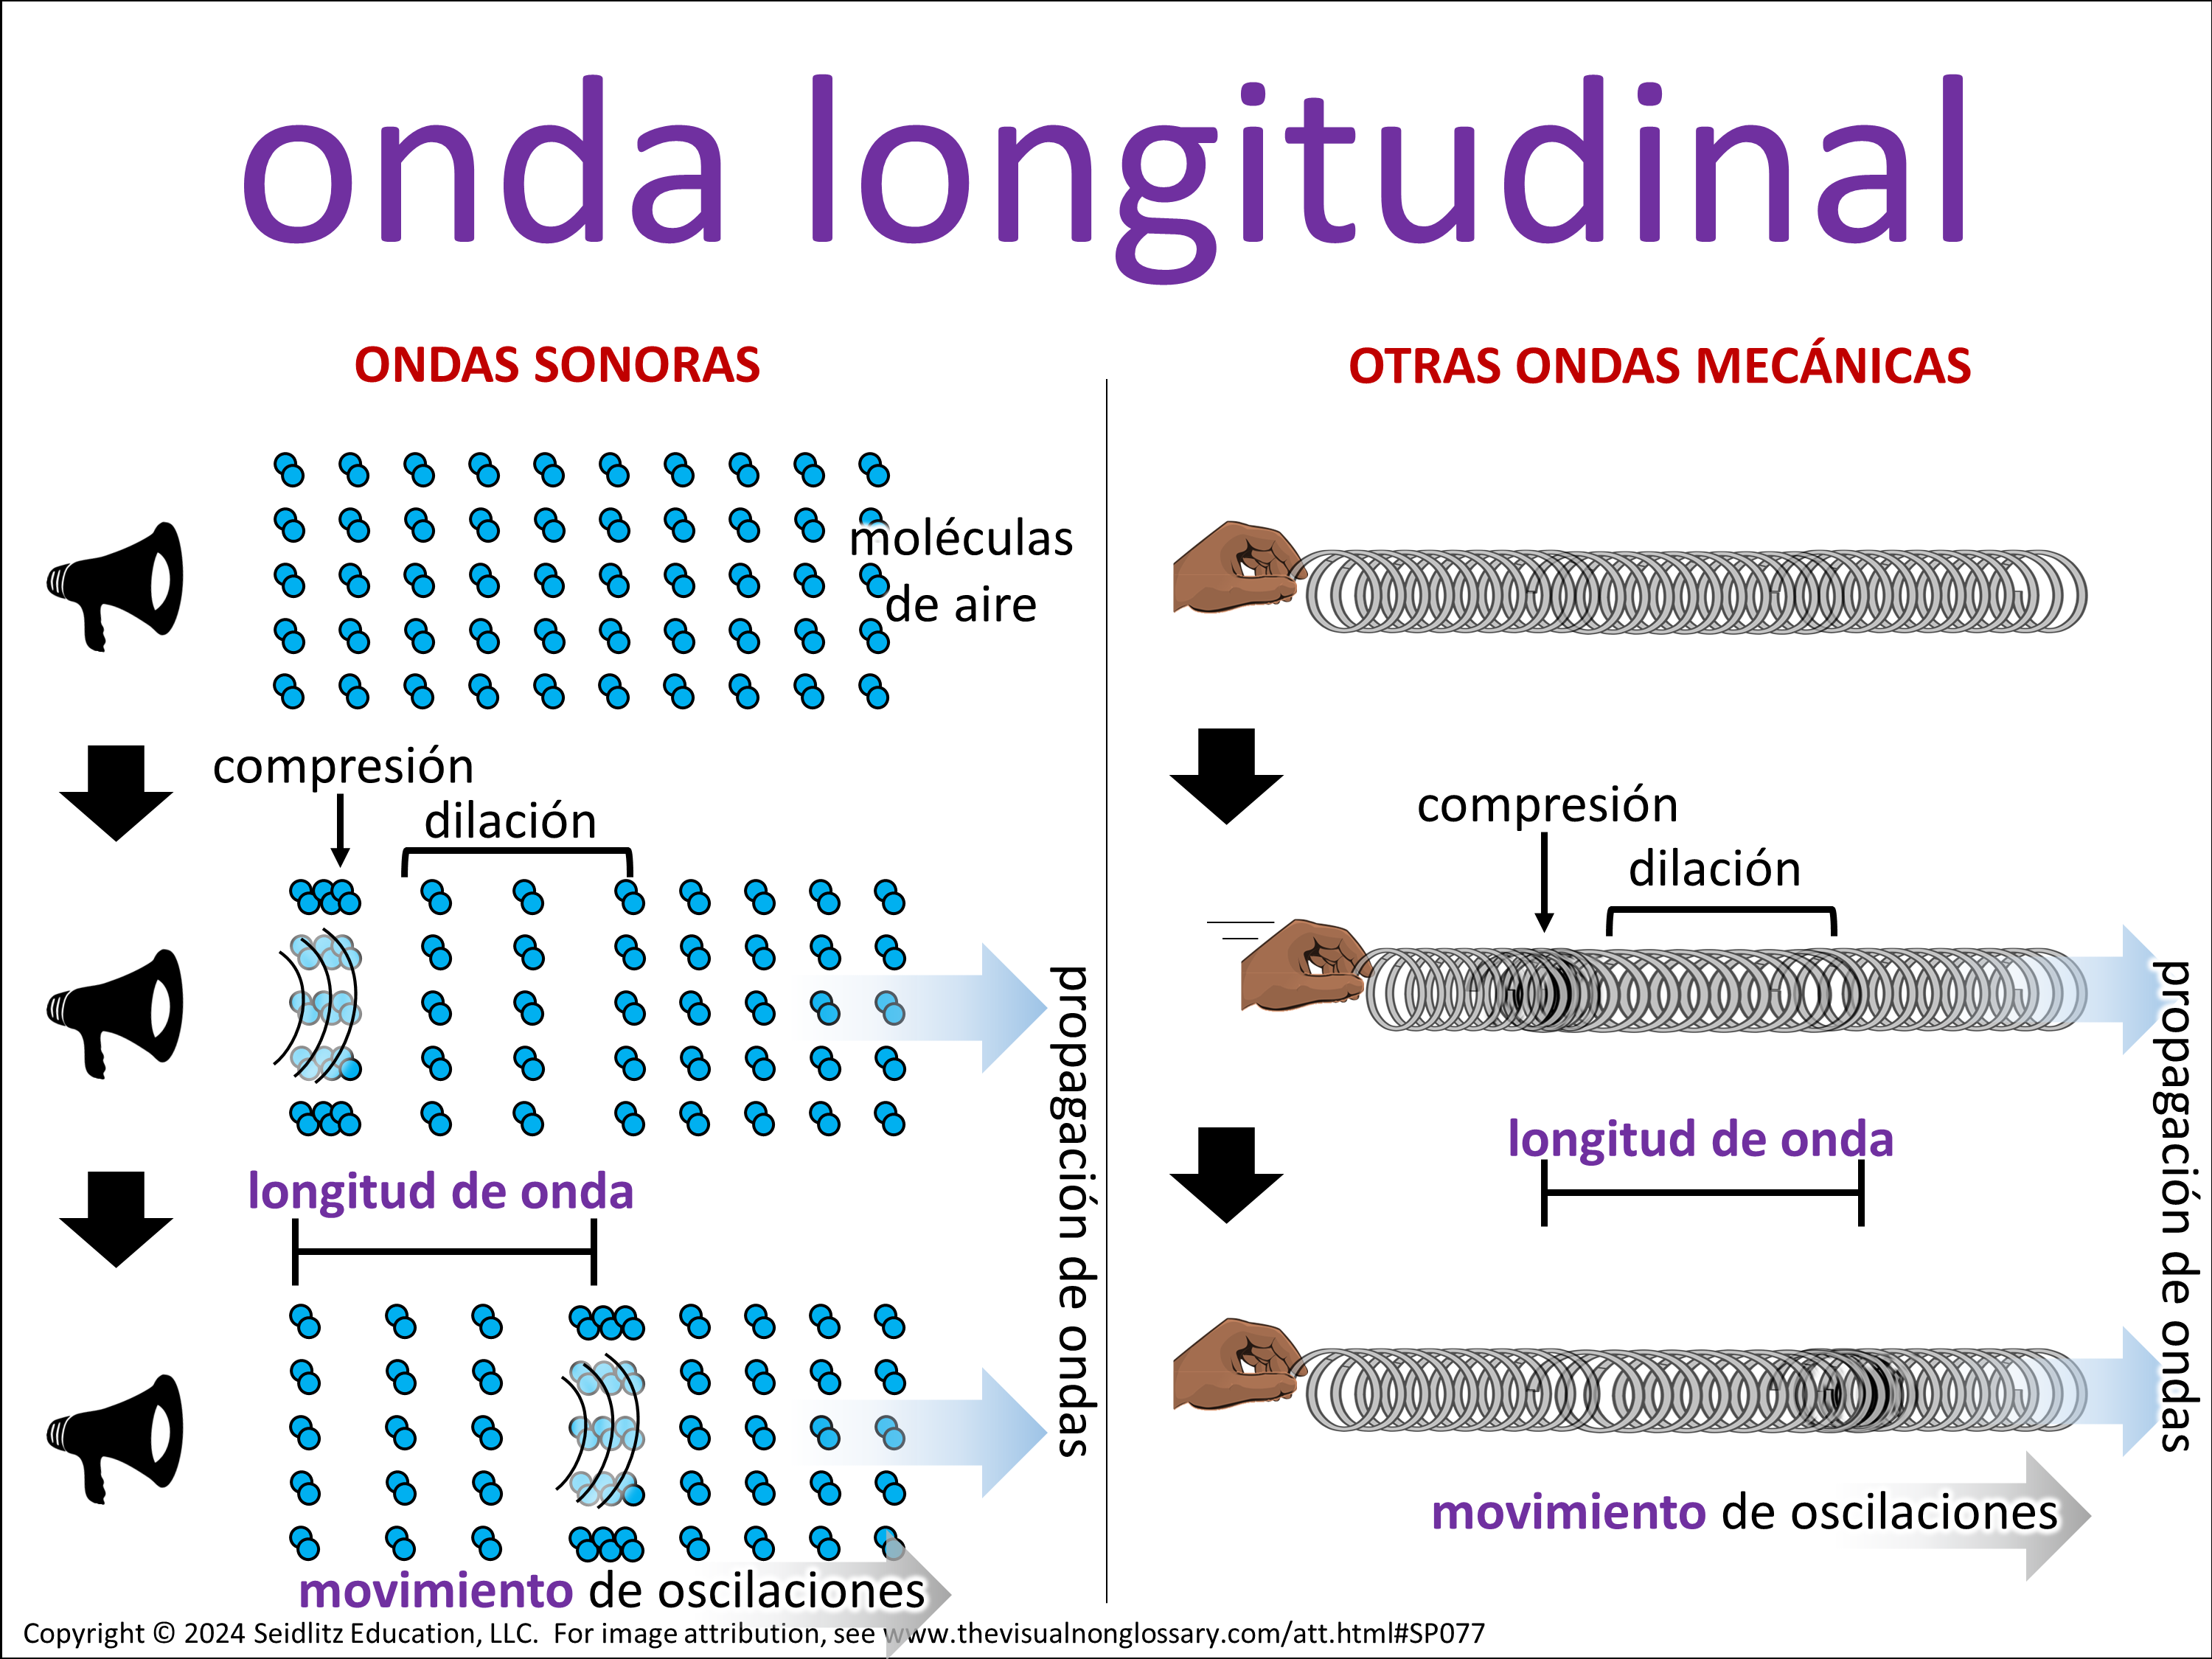 onda longitudinal
ONDAS SONORAS
moléculas
de aire
compresión
dilación
propagación de ondas
longitud de onda
movimiento de oscilaciones
OTRAS ONDAS MECÁNICAS
compresión
dilación
propagación de ondas
longitud de onda
movimiento de oscilaciones
Copyright © 2024 Seidlitz Education, LLC.  For image attribution, see www.thevisualnonglossary.com/att.html#SP077